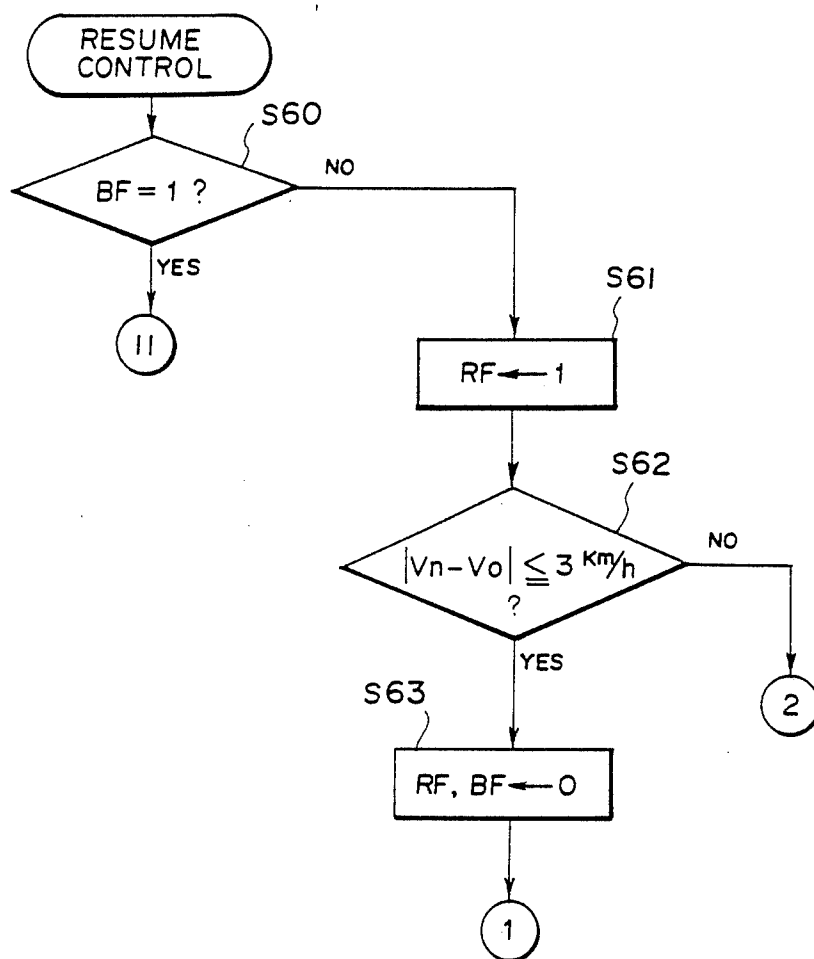 RESUME
CONTROL
S60
BF = 1 ?
NO
YES
11
S61
RF ← 1
S62
|Vn-Vo| ≦ 3 Km/h
?
NO
YES
2
S63
RF, BF ← 0
1